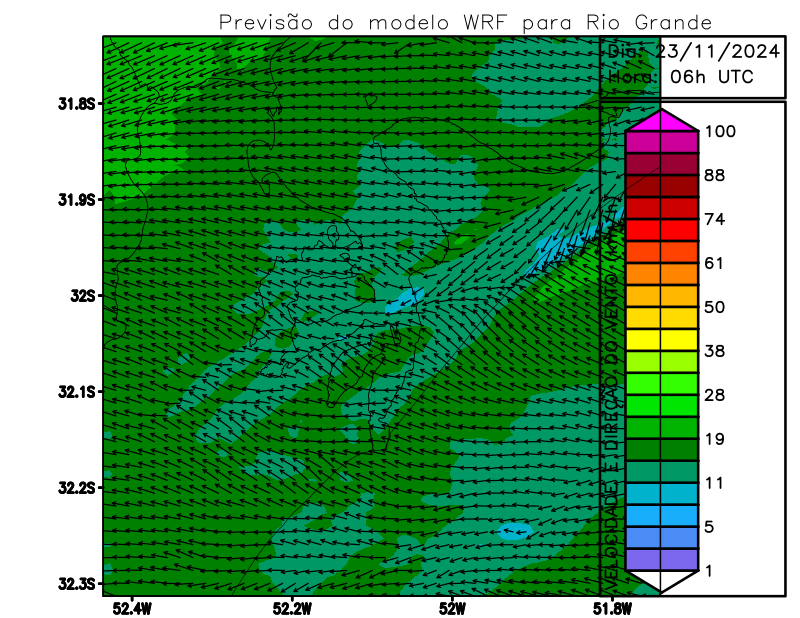 Previsão do modelo WRF para Rio Grande
Dia: 23/11/2024
Hora: 06h UTC
31.8S
31.9S
32S
32.1S
32.2S
32.3S
52.4W
52.2W
52W
51.8W
VELOCIDADE E DIREÇÃO DO VENTO (km/h)
100
88
74
61
50
38
28
19
11
5
1